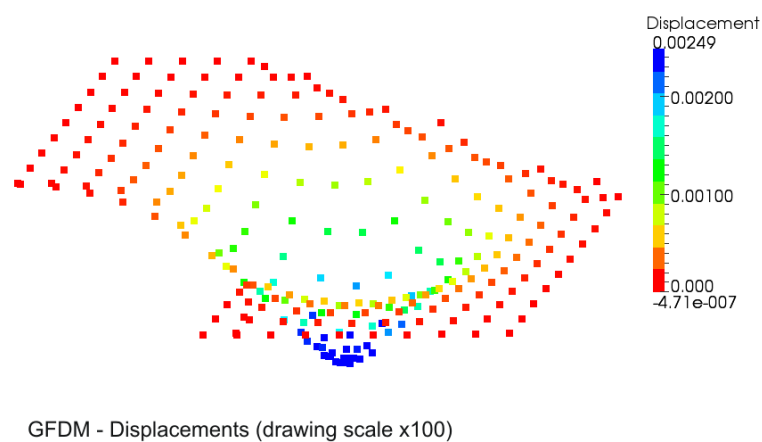 Displacement
0.00249
0.00200
0.00100
0.000
-4.71e-007
GFDM - Displacements (drawing scale x100)